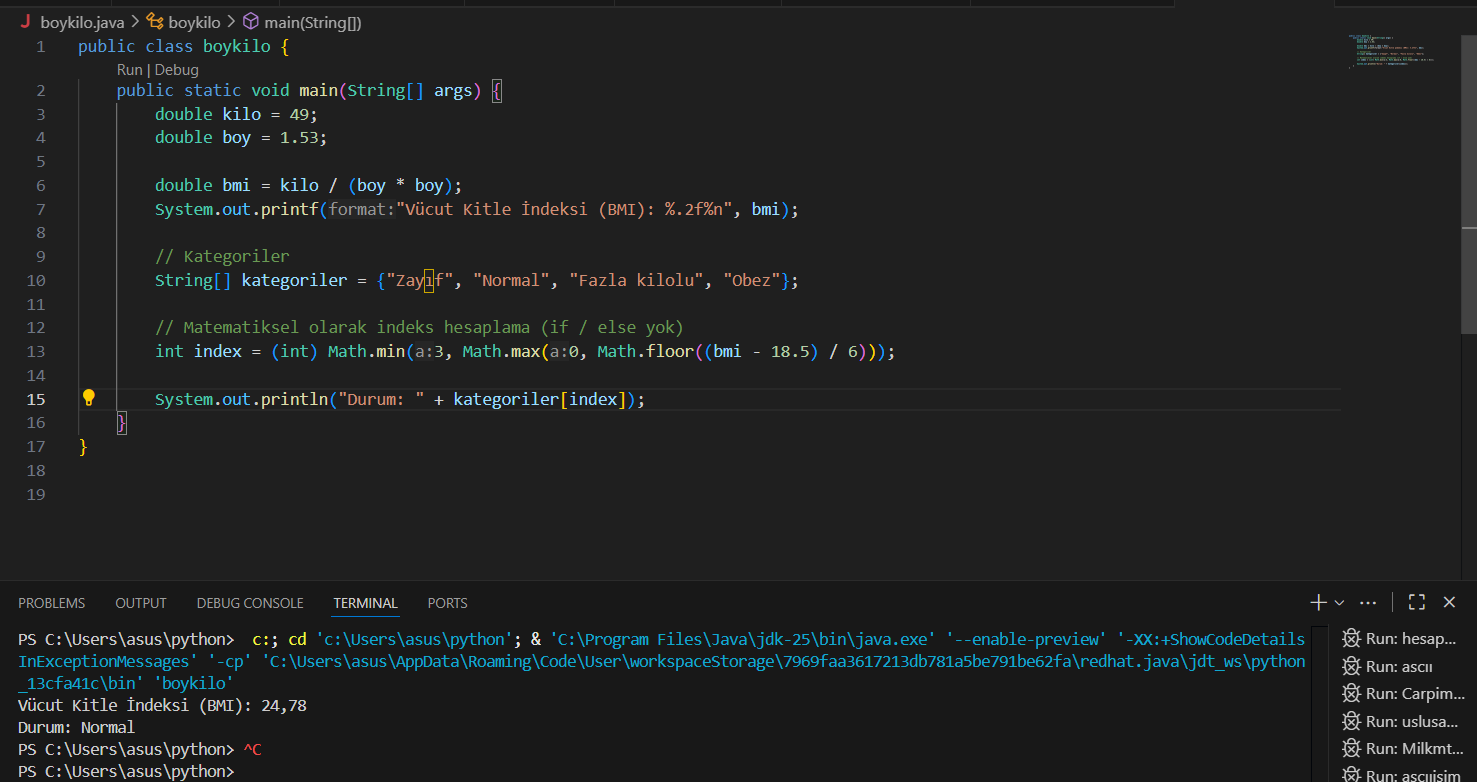 boykilo.java > boykilo > main(String[])
1 public class boykilo {
Run | Debug
2 public static void main(String[] args) {
3 double kilo = 49;
4 double boy = 1.53;
5
6 double bmi = kilo / (boy * boy);
7 System.out.printf(format:"Vücut Kitle İndeksi (BMI): %.2f%n", bmi);
8
9 // Kategoriler
10 String[] kategoriler = {"Zayıf", "Normal", "Fazla kilolu", "Obez"};
11
12 // Matematiksel olarak indeks hesaplama (if / else yok)
13 int index = (int) Math.min(a:3, Math.max(a:0, Math.floor((bmi - 18.5) / 6)));
14
15 System.out.println("Durum: " + kategoriler[index]);
16 }
17 }
18
19
PROBLEMS OUTPUT DEBUG CONSOLE TERMINAL PORTS
PS C:\Users\asus\python>  c:; cd 'c:\Users\asus\python'; & 'C:\Program Files\Java\jdk-25\bin\java.exe' '--enable-preview' '-XX:+ShowCodeDetails
InExceptionMessages' '-cp' 'C:\Users\asus\AppData\Roaming\Code\User\workspaceStorage\7969faa3617213db781a5be791be62fa\redhat.java\jdt_ws\python
_13cfa41c\bin' 'boykilo'
Vücut Kitle İndeksi (BMI): 24,78
Durum: Normal
PS C:\Users\asus\python> ^C
PS C:\Users\asus\python>
Run: hesap...
Run: ascıı
Run: Carpim...
Run: uslusa...
Run: Milkmt...
Run: asciiisim